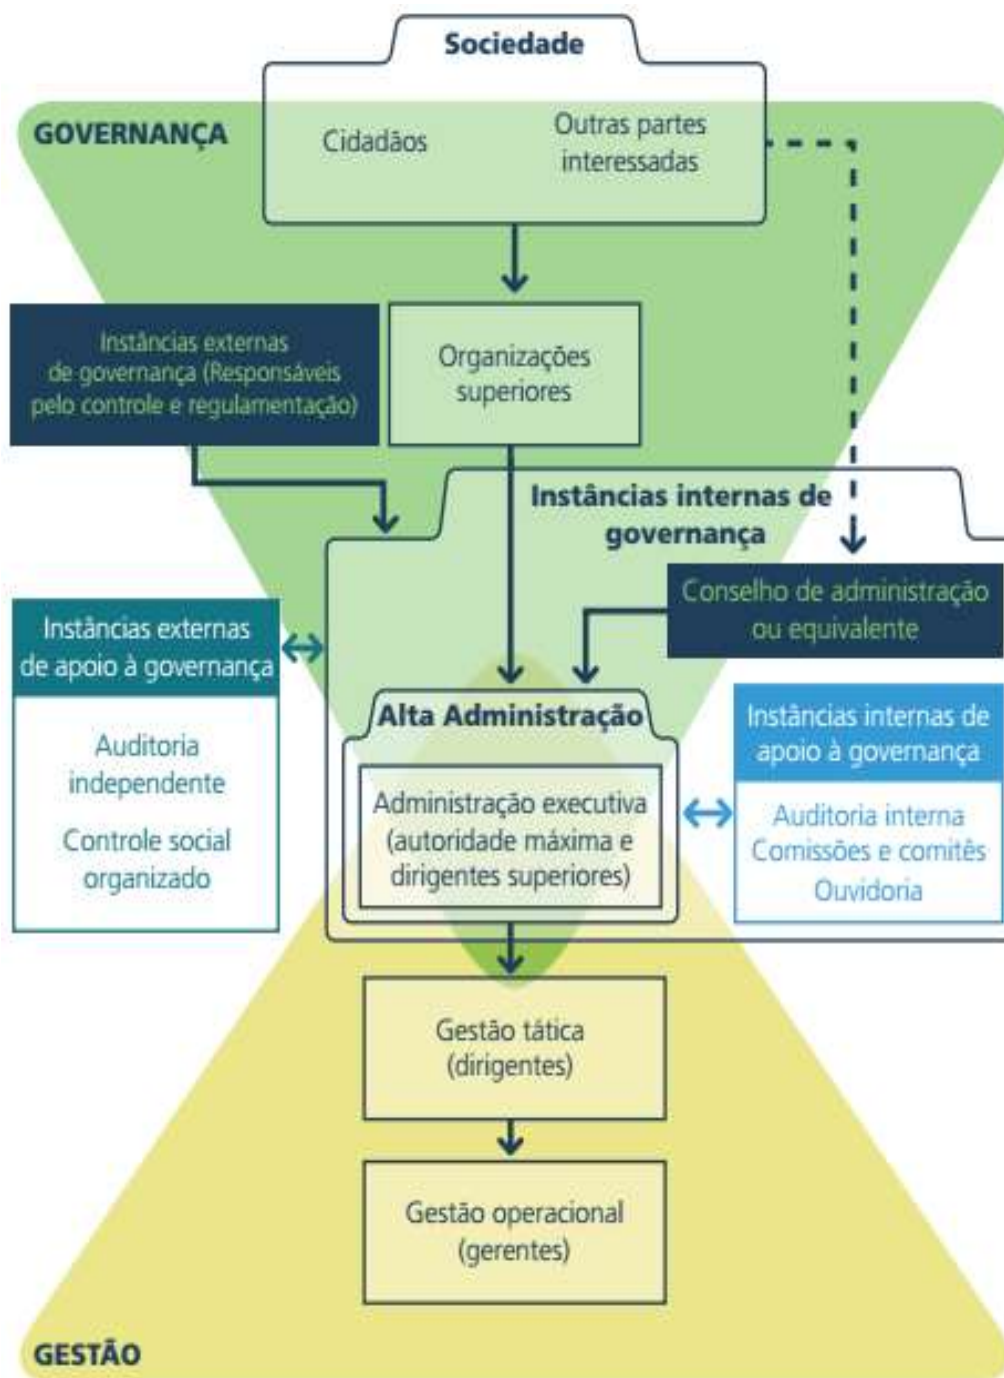 Sociedade
GOVERNANÇA
Cidadãos
Outras partes
interessadas
Instâncias externas
de governança (Responsáveis
pelo controle e regulamentação)
Organizações
superiores
Instâncias internas de
governança
Conselho de administração
ou equivalente
Instâncias externas
de apoio à governança
Auditoria
independente
Controle social
organizado
Alta Administração
Administração executiva
(autoridade máxima e
dirigentes superiores)
Instâncias internas de
apoio à governança
Auditoria interna
Comissões e comitês
Ouvidoria
Gestão tática
(dirigentes)
Gestão operacional
(gerentes)
GESTÃO